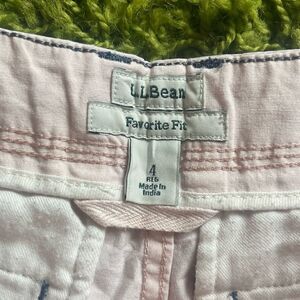 L.L.Bean
Favorite Fit
4
REG
Made in
India